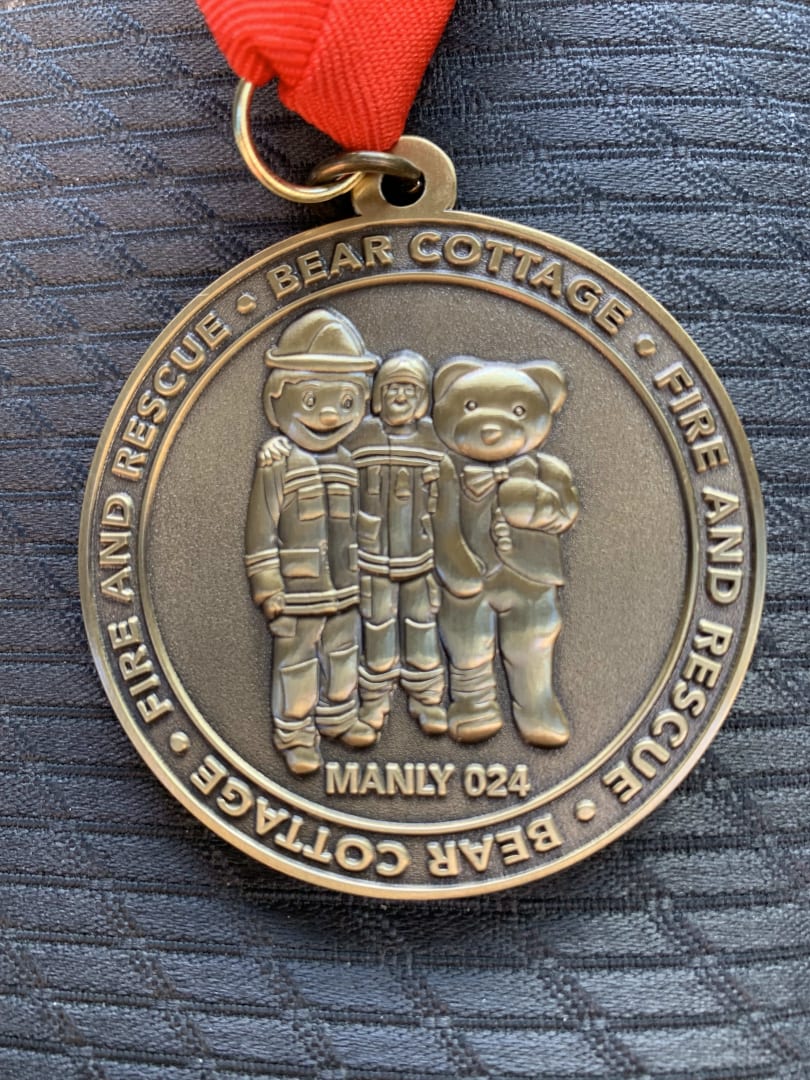 BEAR COTTAGE • FIRE AND RESCUE • BEAR COTTAGE • FIRE AND RESCUE •
MANLY 024